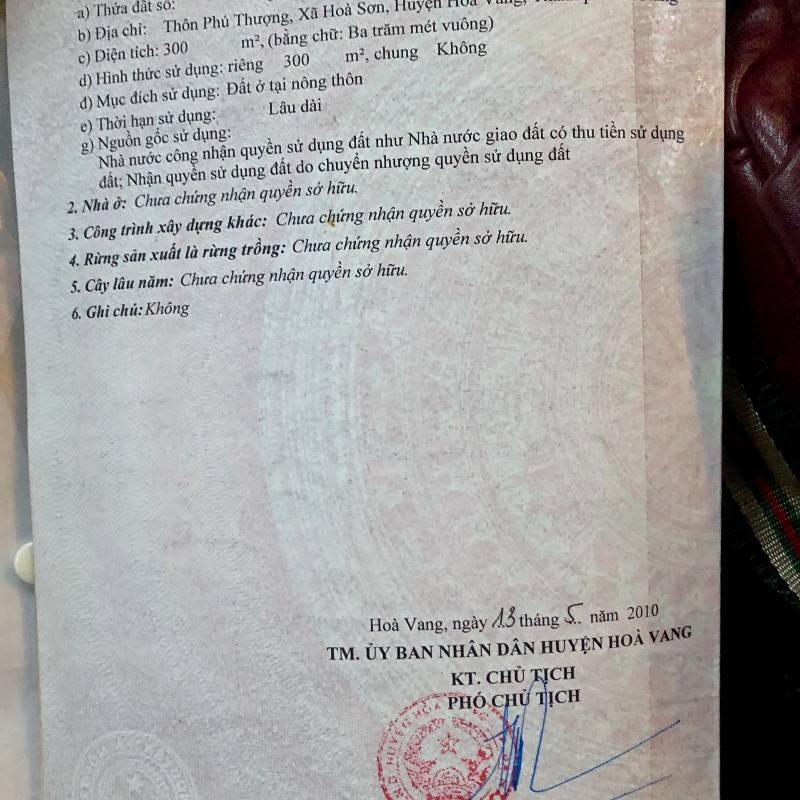 a) Thửa đất số:
b) Địa chỉ: Thôn Phú Thượng, Xã Hoà Sơn, Huyện Hoà Vang,
c) Diện tích: 300 m², (bằng chữ: Ba trăm mét vuông)
d) Hình thức sử dụng: riêng 300 m², chung Không
đ) Mục đích sử dụng: Đất ở tại nông thôn
e) Thời hạn sử dụng: Lâu dài
g) Nguồn gốc sử dụng:
Nhà nước công nhận quyền sử dụng đất như Nhà nước giao đất có thu tiền sử dụng
đất; Nhận quyền sử dụng đất do chuyển nhượng quyền sử dụng đất
2. Nhà ở: Chưa chứng nhận quyền sở hữu.
3. Công trình xây dựng khác: Chưa chứng nhận quyền sở hữu.
4. Rừng sản xuất là rừng trồng: Chưa chứng nhận quyền sở hữu.
5. Cây lâu năm: Chưa chứng nhận quyền sở hữu.
6. Ghi chú: Không
Hoà Vang, ngày 13 tháng 5. năm 2010
TM. ỦY BAN NHÂN DÂN HUYỆN HOÀ VANG
KT. CHỦ TỊCH
PHÓ CHỦ TỊCH